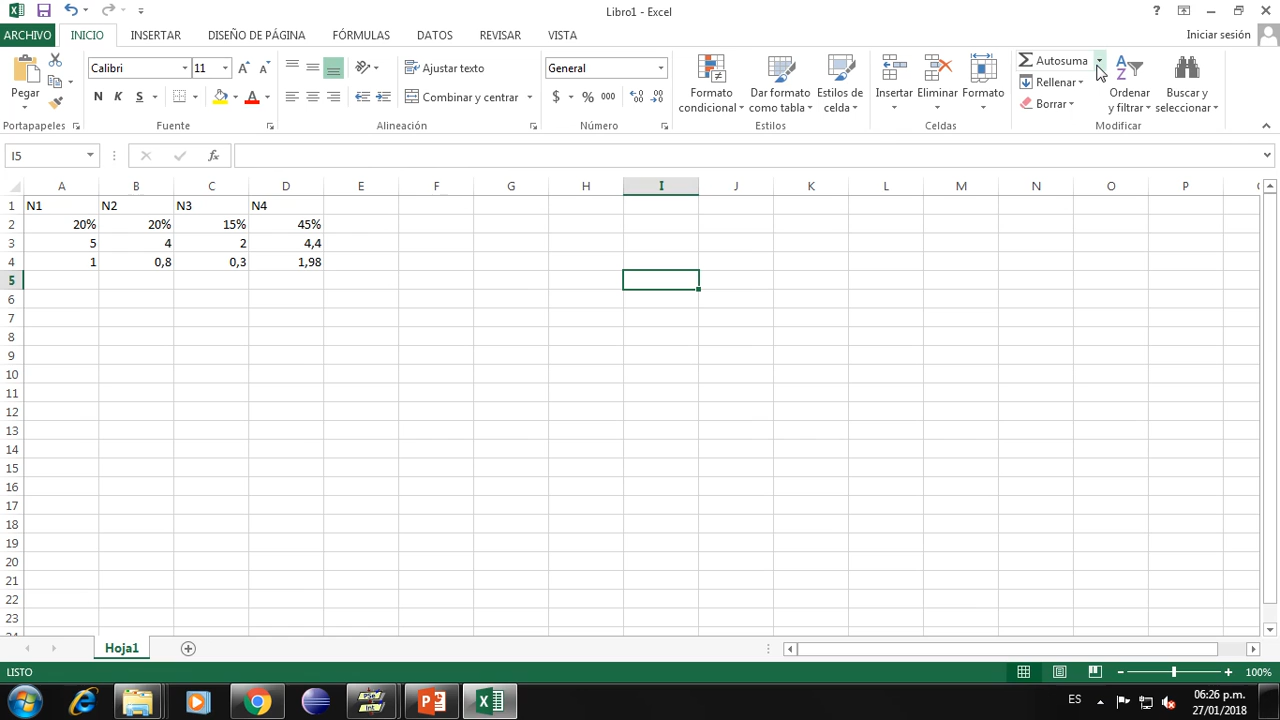 Libro1 - Excel
ARCHIVO INICIO INSERTAR DISEÑO DE PÁGINA FÓRMULAS DATOS REVISAR VISTA Iniciar sesión
Pegar
Portapapeles
Calibri 11
N K S
Fuente
Ajustar texto
Combinar y centrar
Alineación
General
$ % 000
Número
Formato condicional
Dar formato como tabla
Estilos de celda
Estilos
Insertar Eliminar Formato
Celdas
Autosuma
Rellenar
Borrar
Ordenar y filtrar
Buscar y seleccionar
Modificar
I5 fx
A B C D E F G H I J K L M N O P
1 N1 N2 N3 N4
2 20% 20% 15% 45%
3 5 4 2 4,4
4 1 0,8 0,3 1,98
5
6
7
8
9
10
11
12
13
14
15
16
17
18
19
20
21
22
23
Hoja1
LISTO 100%
ES 06:26 p.m.
27/01/2018